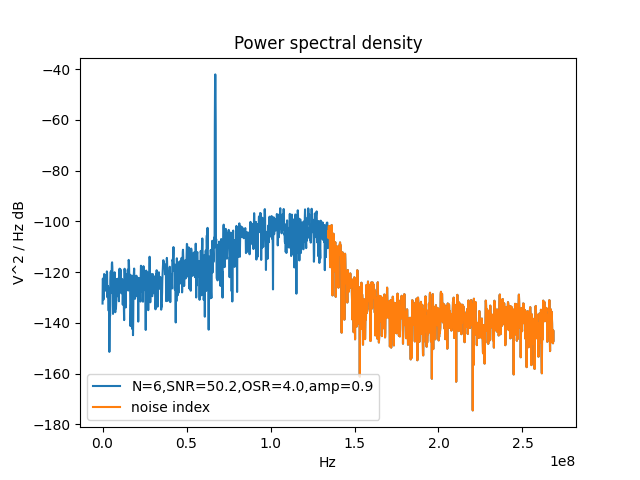 Power spectral density
V^2 / Hz dB
−40
−60
−80
−100
−120
−140
−160
−180
N=6,SNR=50.2,OSR=4.0,amp=0.9
noise index
0.0 0.5 1.0 1.5 2.0 2.5
1e8
Hz